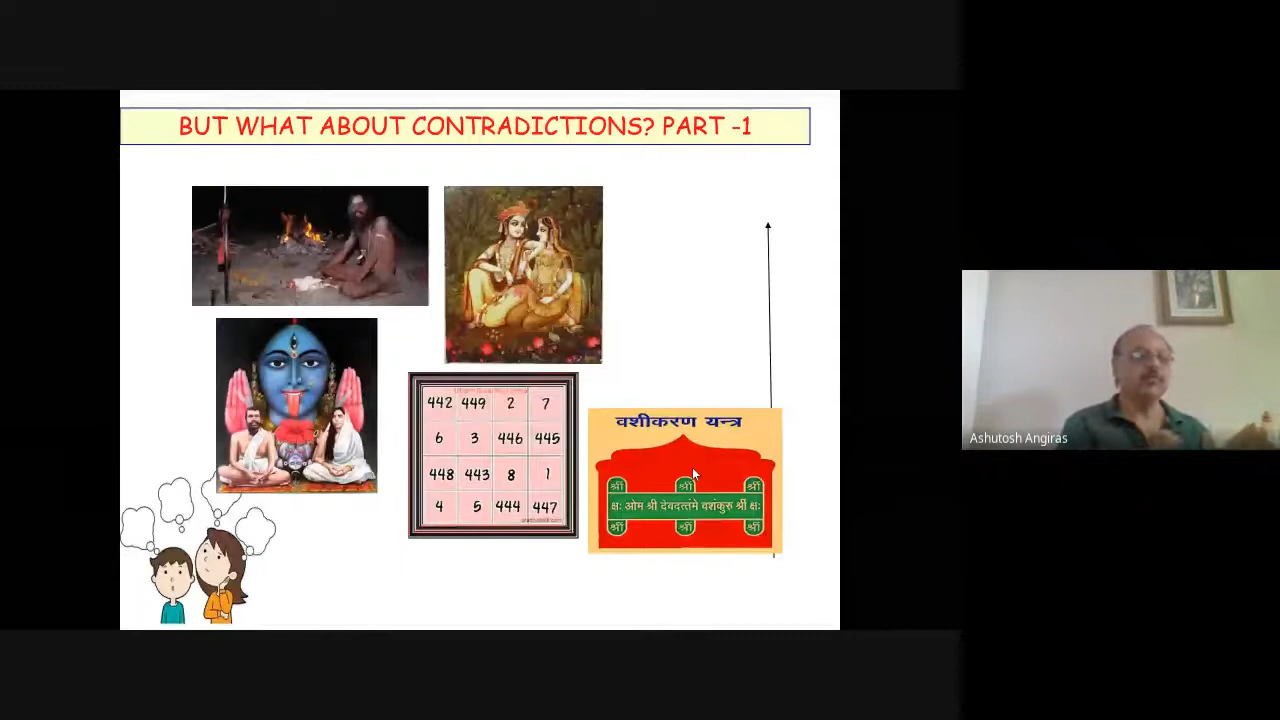 BUT WHAT ABOUT CONTRADICTIONS? PART -1
442 449 2 7
6 3 446 445
448 443 8 1
4 5 444 447
वशीकरण यन्त्र
श्रीं श्रीं श्रीं
क्षः ओम श्री देवदत्तंमे वशंकुरु श्रीं क्षः
श्रीं श्रीं श्रीं
Ashutosh Angiras